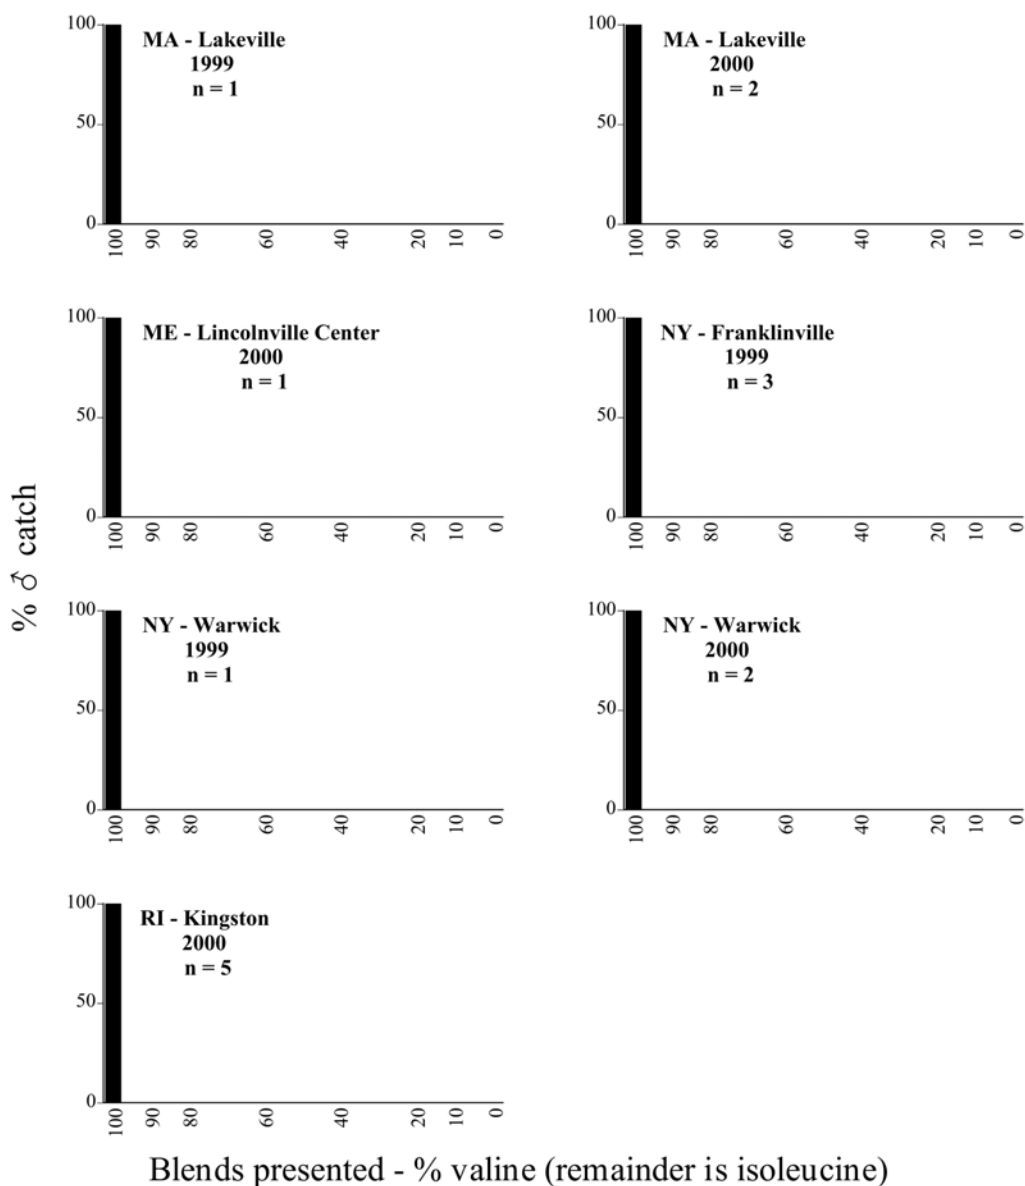 % ♂ catch
100
50
0
MA - Lakeville
1999
n = 1
100 90 80 60 40 20 10 0
100
50
0
MA - Lakeville
2000
n = 2
100 90 80 60 40 20 10 0
100
50
0
ME - Lincolnville Center
2000
n = 1
100 90 80 60 40 20 10 0
100
50
0
NY - Franklinville
1999
n = 3
100 90 80 60 40 20 10 0
100
50
0
NY - Warwick
1999
n = 1
100 90 80 60 40 20 10 0
100
50
0
NY - Warwick
2000
n = 2
100 90 80 60 40 20 10 0
100
50
0
RI - Kingston
2000
n = 5
100 90 80 60 40 20 10 0
Blends presented - % valine (remainder is isoleucine)